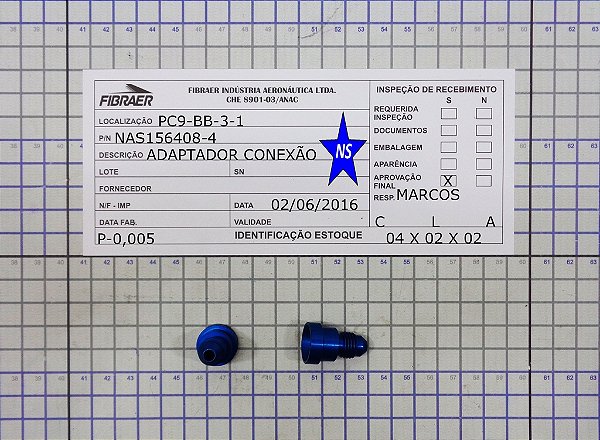 FIBRAER
FIBRAER INDÚSTRIA AERONÁUTICA LTDA.
CHE 8901-03/ANAC
LOCALIZAÇÃO PC9-BB-3-1
P/N NAS156408-4
DESCRIÇÃO ADAPTADOR CONEXÃO
NS
LOTE SN
FORNECEDOR
N/F - IMP DATA 02/06/2016
DATA FAB. VALIDADE
P-0,005 IDENTIFICAÇÃO ESTOQUE
INSPEÇÃO DE RECEBIMENTO
S N
REQUERIDA
INSPEÇÃO
DOCUMENTOS
EMBALAGEM
APARÊNCIA
APROVAÇÃO
FINAL X
RESP. MARCOS
C L A
04 X 02 X 02